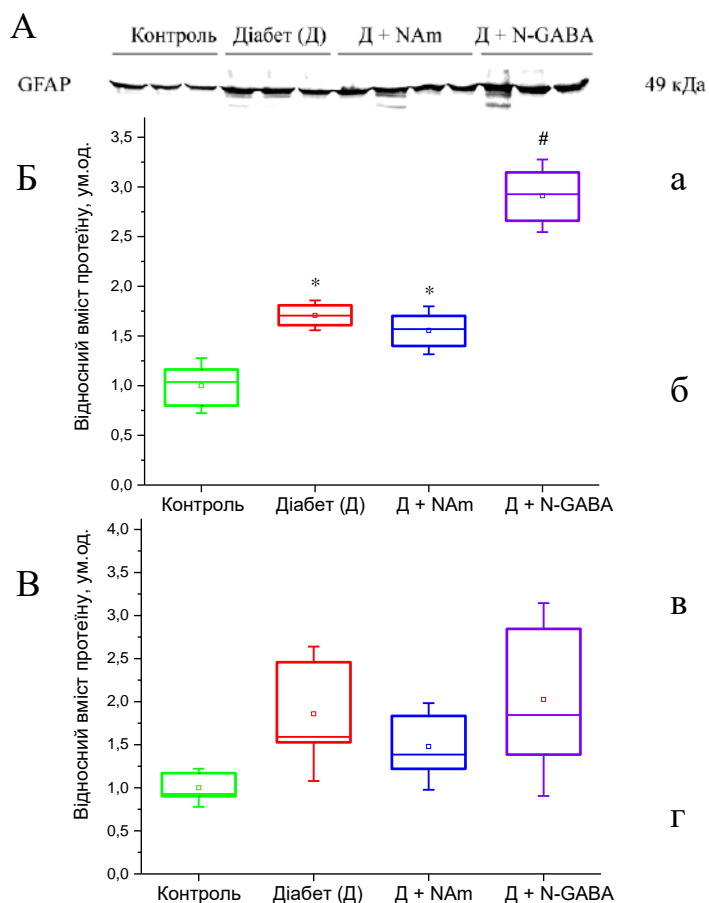 А
Контроль Діабет (Д) Д + NAm Д + N-GABA
GFAP 49 кДа
Б
Відносний вміст протеїну, ум.од.
3,5
3,0
2,5
2,0
1,5
1,0
0,5
0,0
* * #
Контроль Діабет (Д) Д + NAm Д + N-GABA
а
б
В
Відносний вміст протеїну, ум.од.
4,0
3,5
3,0
2,5
2,0
1,5
1,0
0,5
0,0
Контроль Діабет (Д) Д + NAm Д + N-GABA
в
г